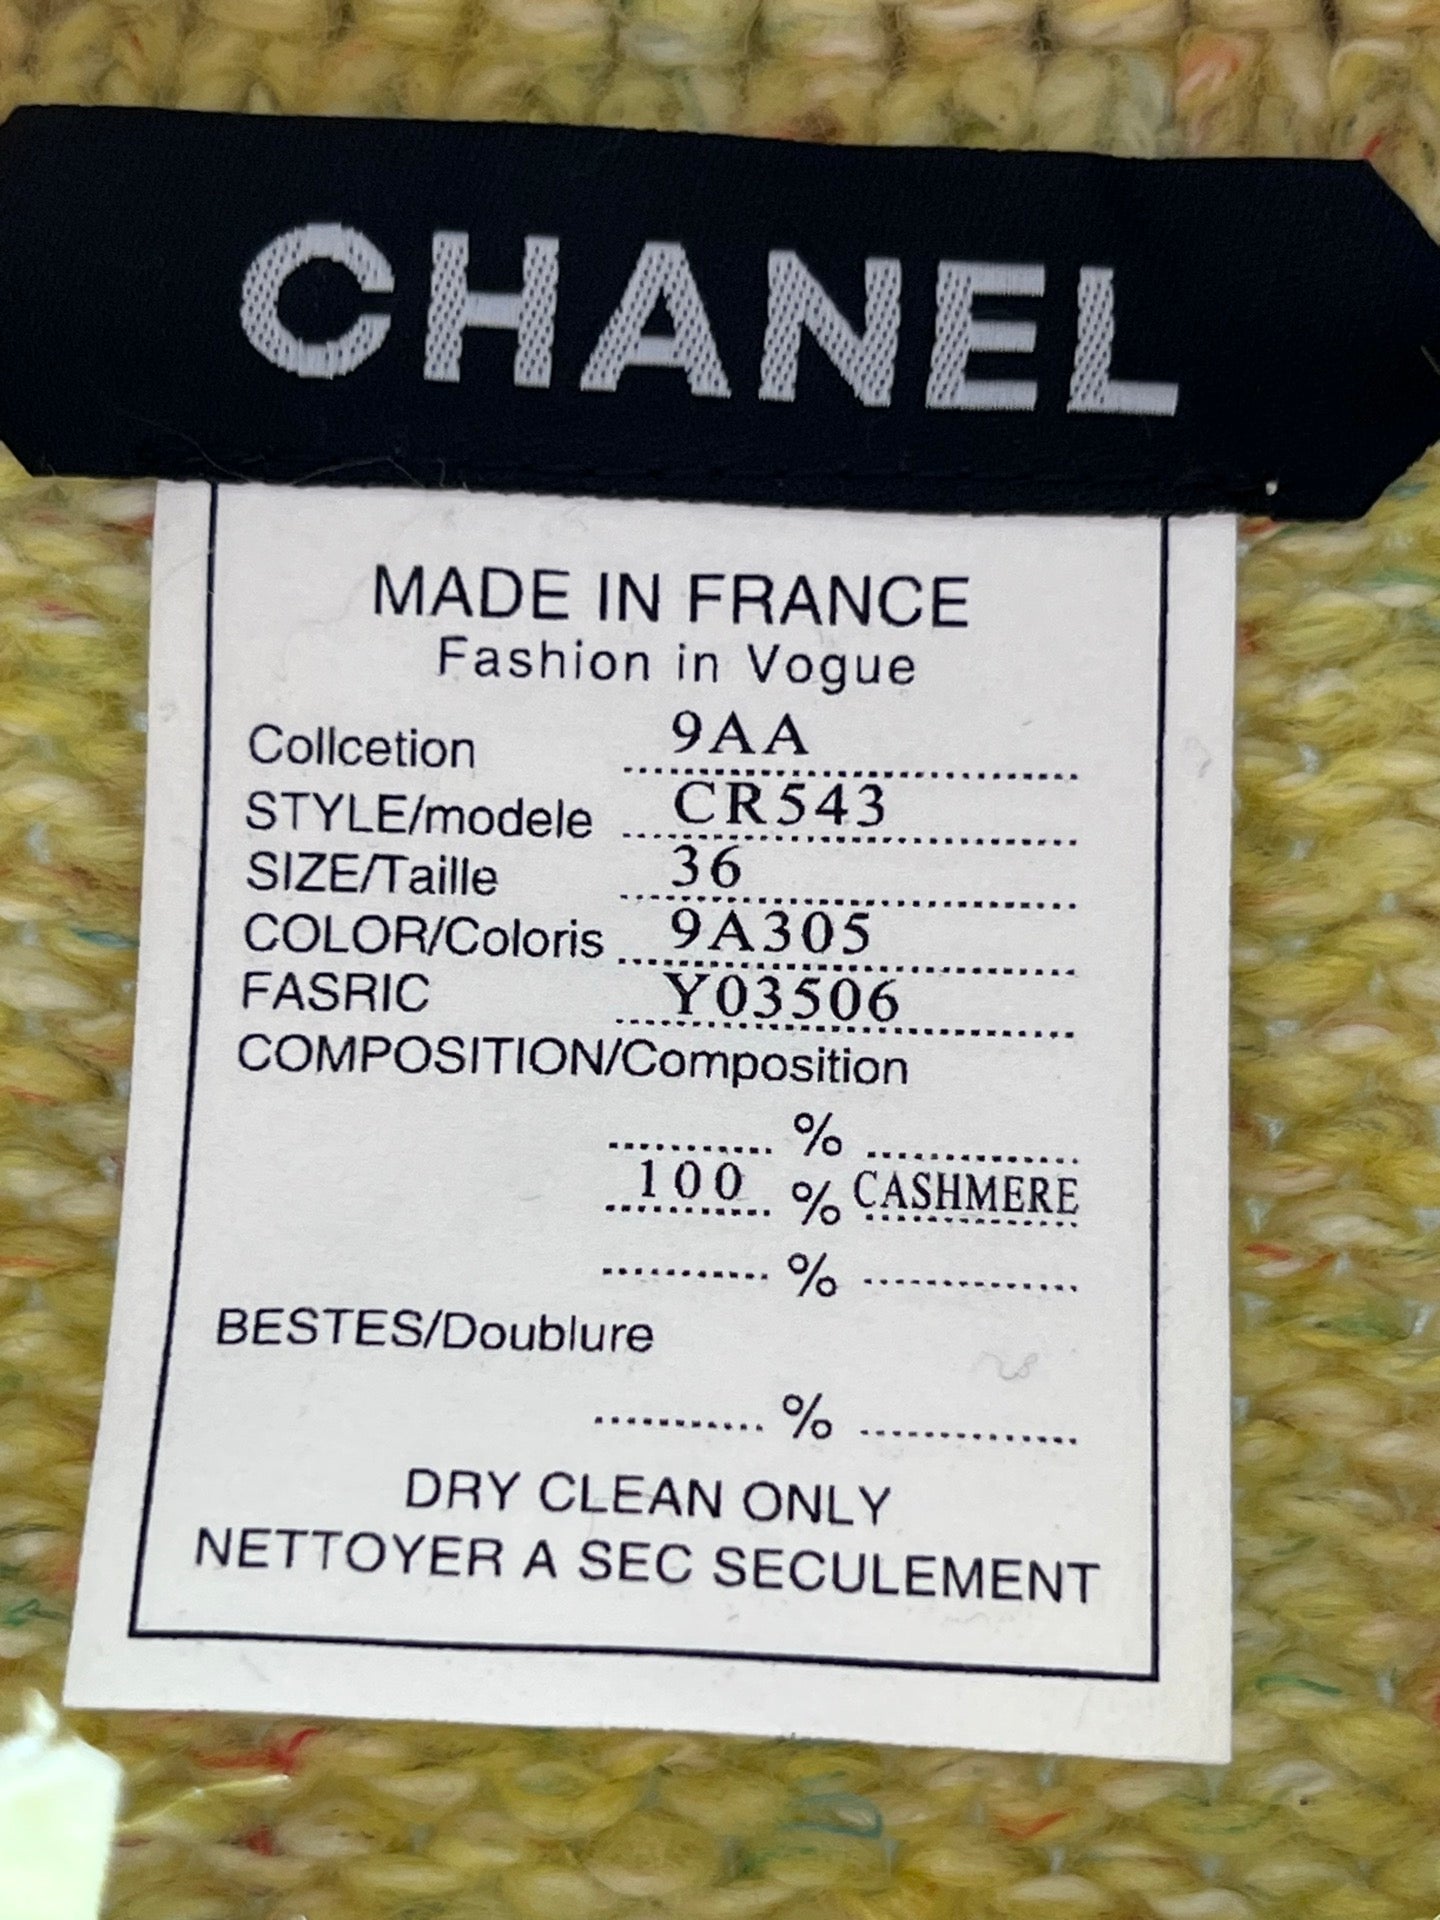 CHANEL
MADE IN FRANCE
Fashion in Vogue
Collcetion 9AA
STYLE/modele CR543
SIZE/Taille 36
COLOR/Coloris 9A305
FASRIC Y03506
COMPOSITION/Composition
%
100 % CASHMERE
%
BESTES/Doublure
%
DRY CLEAN ONLY
NETTOYER A SEC SECULEMENT